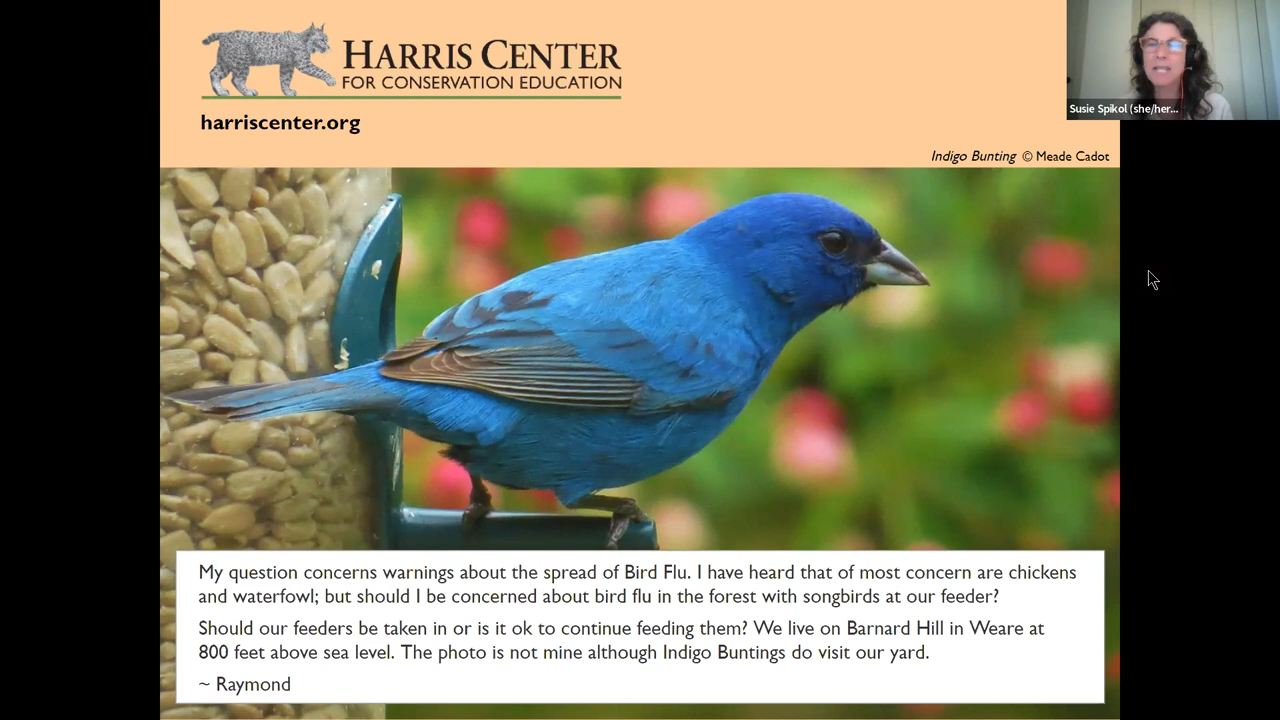 HARRIS CENTER
FOR CONSERVATION EDUCATION
harriscenter.org
Susie Spikol (she/her...
Indigo Bunting © Meade Cadot
My question concerns warnings about the spread of Bird Flu. I have heard that of most concern are chickens
and waterfowl; but should I be concerned about bird flu in the forest with songbirds at our feeder?
Should our feeders be taken in or is it ok to continue feeding them? We live on Barnard Hill in Weare at
800 feet above sea level. The photo is not mine although Indigo Buntings do visit our yard.
~ Raymond